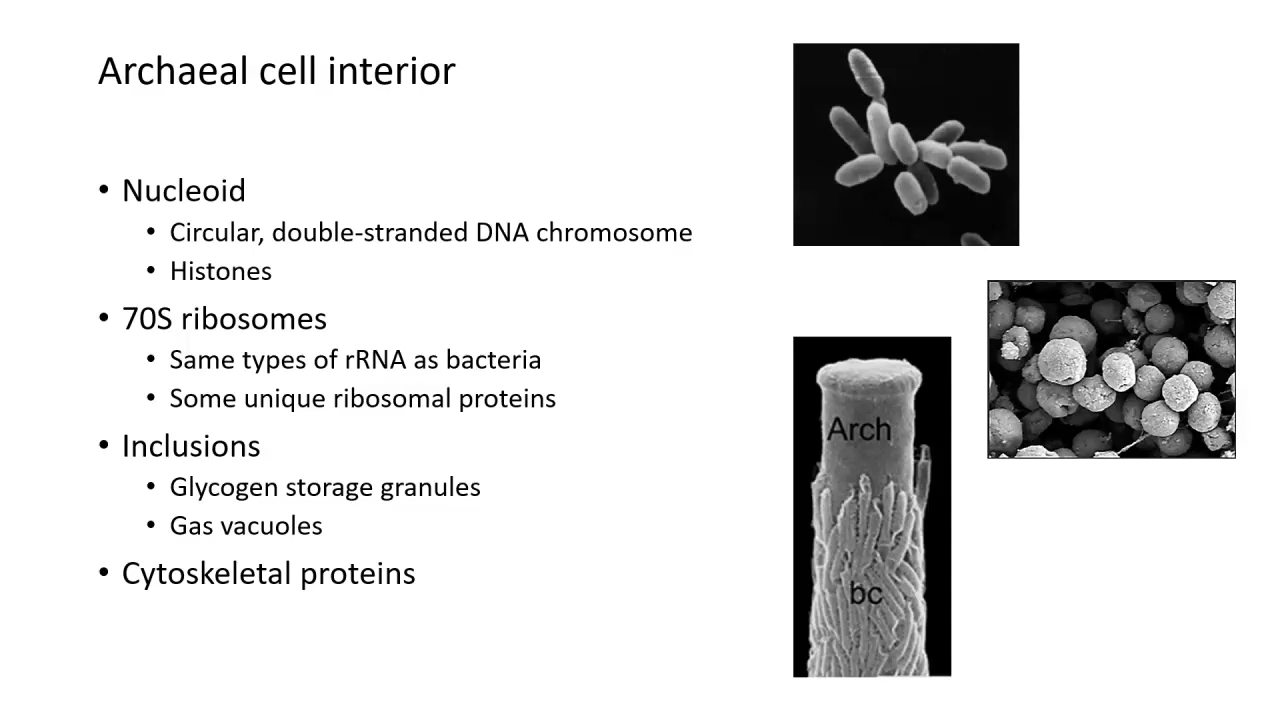 Archaeal cell interior
• Nucleoid
• Circular, double-stranded DNA chromosome
• Histones
• 70S ribosomes
• Same types of rRNA as bacteria
• Some unique ribosomal proteins
• Inclusions
• Glycogen storage granules
• Gas vacuoles
• Cytoskeletal proteins
Arch
bc